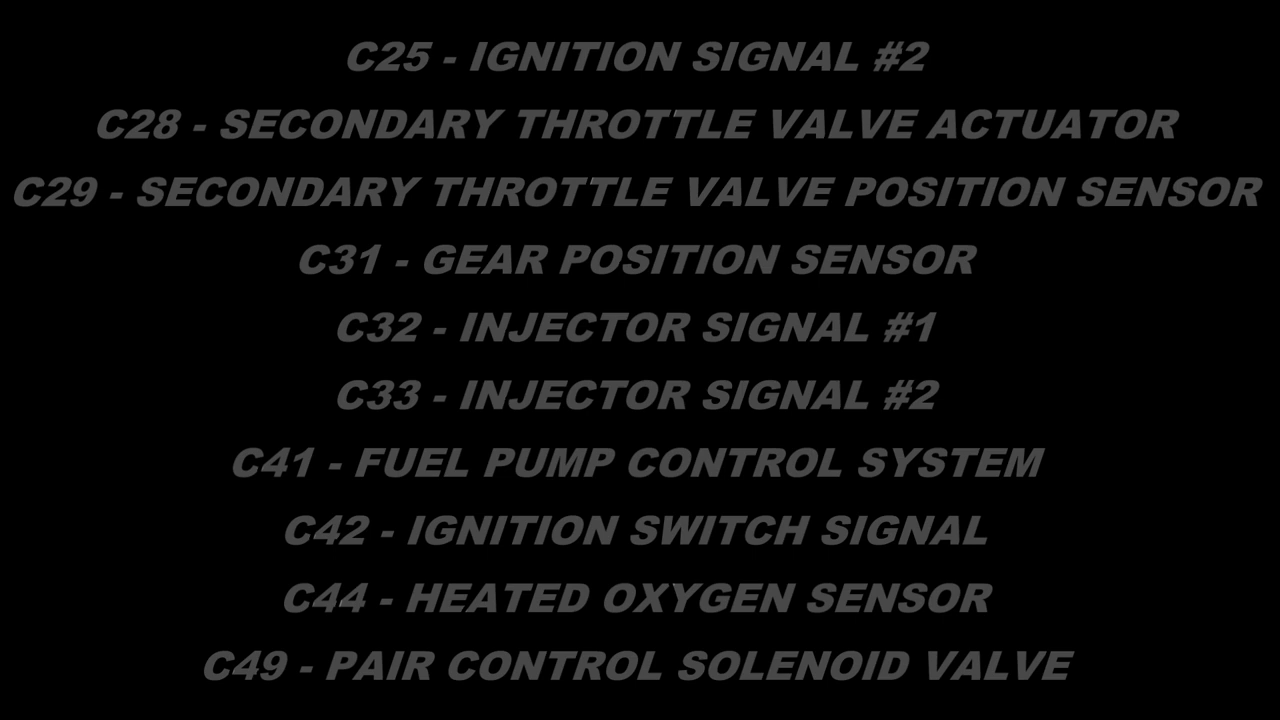 C25 - IGNITION SIGNAL #2
C28 - SECONDARY THROTTLE VALVE ACTUATOR
C29 - SECONDARY THROTTLE VALVE POSITION SENSOR
C31 - GEAR POSITION SENSOR
C32 - INJECTOR SIGNAL #1
C33 - INJECTOR SIGNAL #2
C41 - FUEL PUMP CONTROL SYSTEM
C42 - IGNITION SWITCH SIGNAL
C44 - HEATED OXYGEN SENSOR
C49 - PAIR CONTROL SOLENOID VALVE